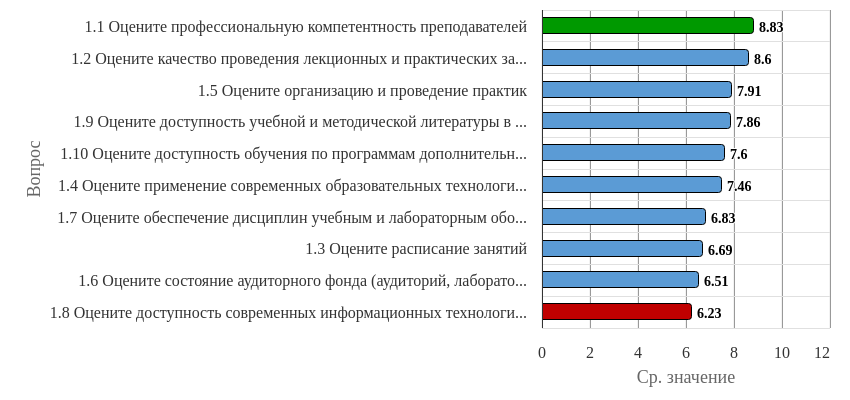 1.1 Оцените профессиональную компетентность преподавателей 8.83
1.2 Оцените качество проведения лекционных и практических за... 8.6
1.5 Оцените организацию и проведение практик 7.91
1.9 Оцените доступность учебной и методической литературы в ... 7.86
1.10 Оцените доступность обучения по программам дополнительн... 7.6
1.4 Оцените применение современных образовательных технологи... 7.46
1.7 Оцените обеспечение дисциплин учебным и лабораторным обо... 6.83
1.3 Оцените расписание занятий 6.69
1.6 Оцените состояние аудиторного фонда (аудиторий, лаборато... 6.51
1.8 Оцените доступность современных информационных технологи... 6.23
Вопрос
0 2 4 6 8 10 12
Ср. значение